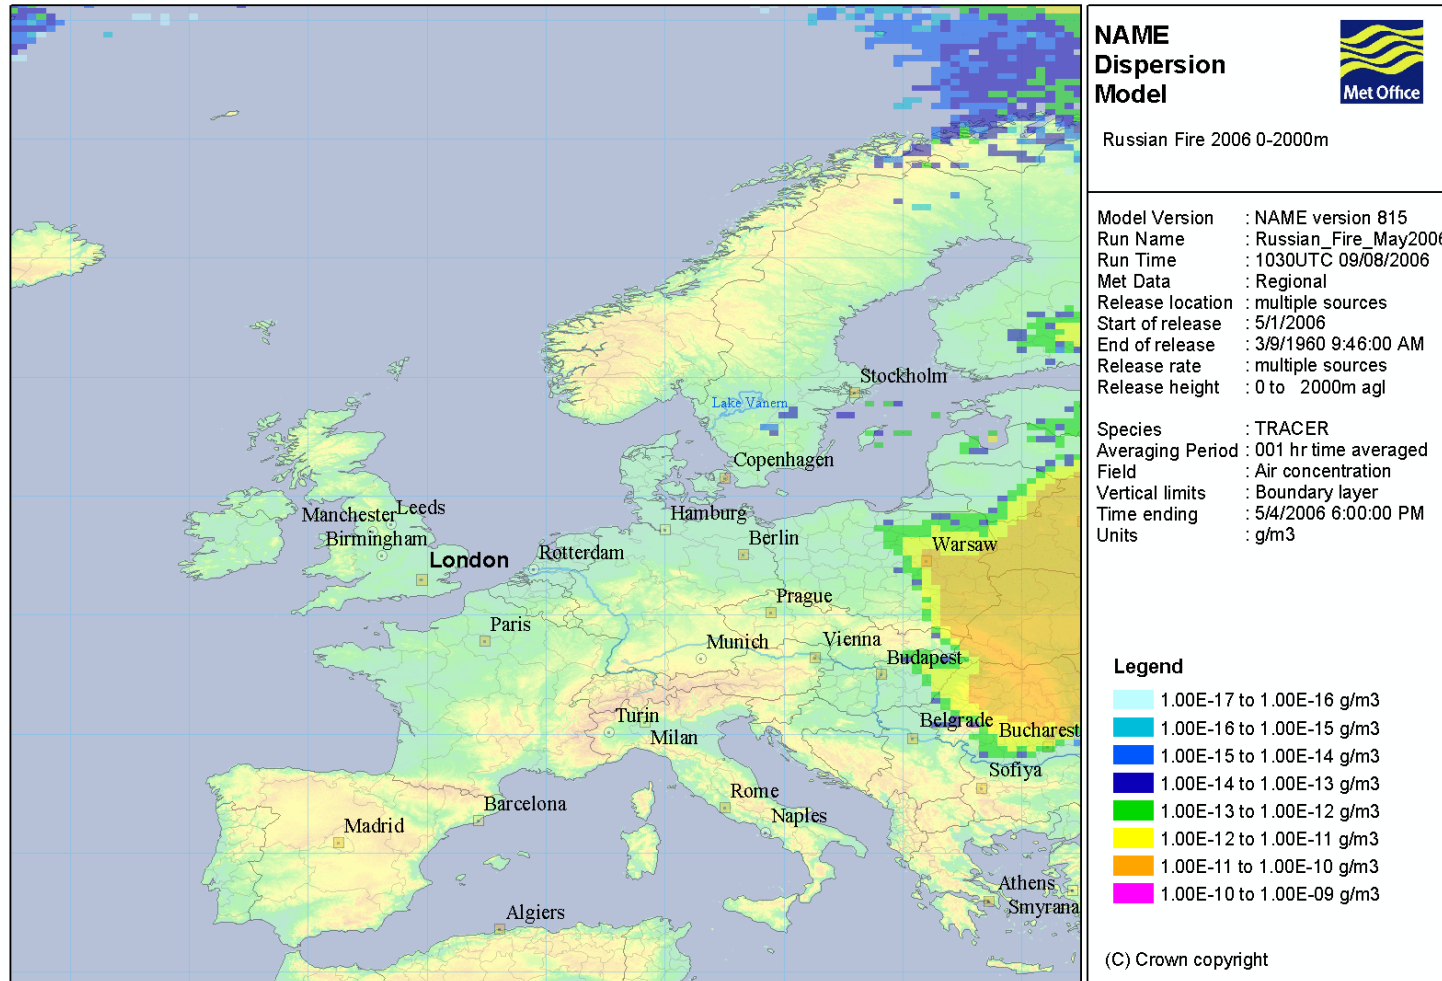 NAME
Dispersion
Model
Met Office
Russian Fire 2006 0-2000m
Model Version : NAME version 815
Run Name : Russian_Fire_May2006
Run Time : 1030UTC 09/08/2006
Met Data : Regional
Release location : multiple sources
Start of release : 5/1/2006
End of release : 3/9/1960 9:46:00 AM
Release rate : multiple sources
Release height : 0 to 2000m agl
Species : TRACER
Averaging Period : 001 hr time averaged
Field : Air concentration
Vertical limits : Boundary layer
Time ending : 5/4/2006 6:00:00 PM
Units : g/m3
Legend
1.00E-17 to 1.00E-16 g/m3
1.00E-16 to 1.00E-15 g/m3
1.00E-15 to 1.00E-14 g/m3
1.00E-14 to 1.00E-13 g/m3
1.00E-13 to 1.00E-12 g/m3
1.00E-12 to 1.00E-11 g/m3
1.00E-11 to 1.00E-10 g/m3
1.00E-10 to 1.00E-09 g/m3
(C) Crown copyright
Stockholm
Lake Vanern
Copenhagen
Leeds
Manchester
Hamburg
Birmingham
Berlin
Warsaw
London
Rotterdam
Prague
Paris
Munich
Vienna
Budapest
Turin
Belgrade
Bucharest
Milan
Sofiya
Rome
Barcelona
Naples
Madrid
Athens
Smyrana
Algiers